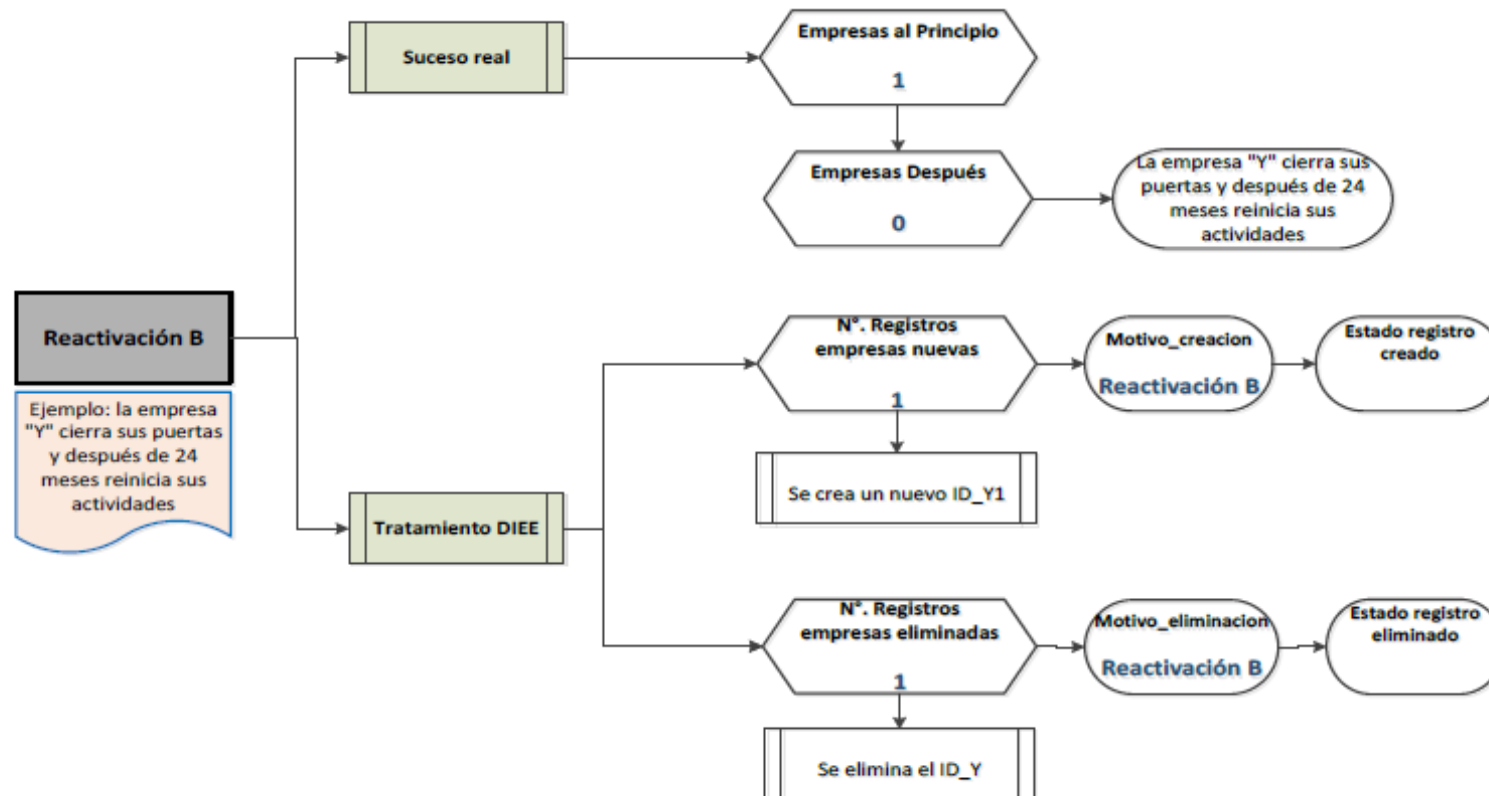 Suceso real
Empresas al Principio
1
Empresas Después
0
La empresa "Y" cierra sus
puertas y después de 24
meses reinicia sus
actividades
Reactivación B
Ejemplo: la empresa
"Y" cierra sus puertas
y después de 24
meses reinicia sus
actividades
Tratamiento DIEE
N°. Registros
empresas nuevas
1
Motivo_creacion
Reactivación B
Estado registro
creado
Se crea un nuevo ID_Y1
N°. Registros
empresas eliminadas
1
Motivo_eliminacion
Reactivación B
Estado registro
eliminado
Se elimina el ID_Y